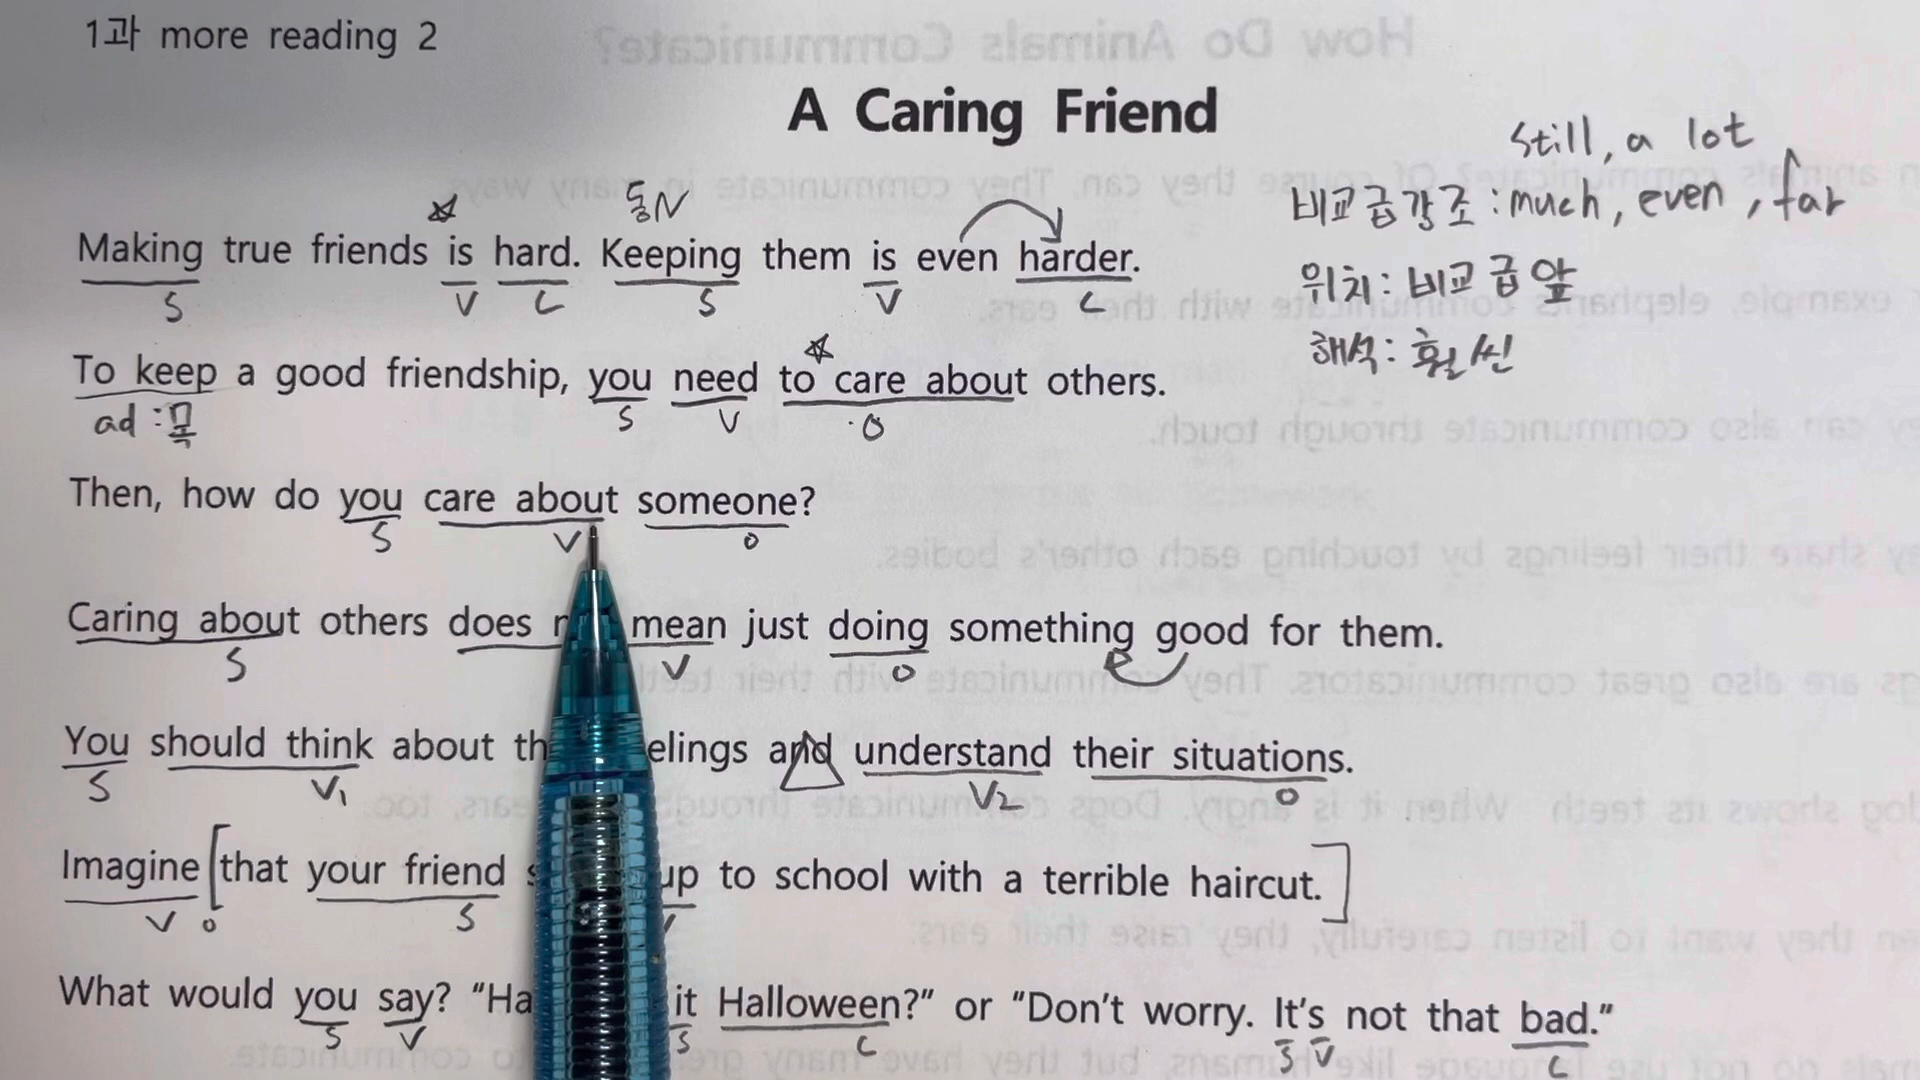 1과 more reading 2
A Caring Friend
still, a lot
비교급강조 : much, even, far
위치 : 비교급 앞
해석 : 훨씬
동N
Making true friends is hard. Keeping them is even harder.
S V C S V C
To keep a good friendship, you need to care about others.
ad : 목 S V O
Then, how do you care about someone?
S V O
Caring about others does mean just doing something good for them.
S V O
You should think about elings and understand their situations.
S V1 V2 O
Imagine [that your friend up to school with a terrible haircut.]
V O S V
What would you say? “Ha it Halloween?” or “Don’t worry. It’s not that bad.”
S V S C S V C